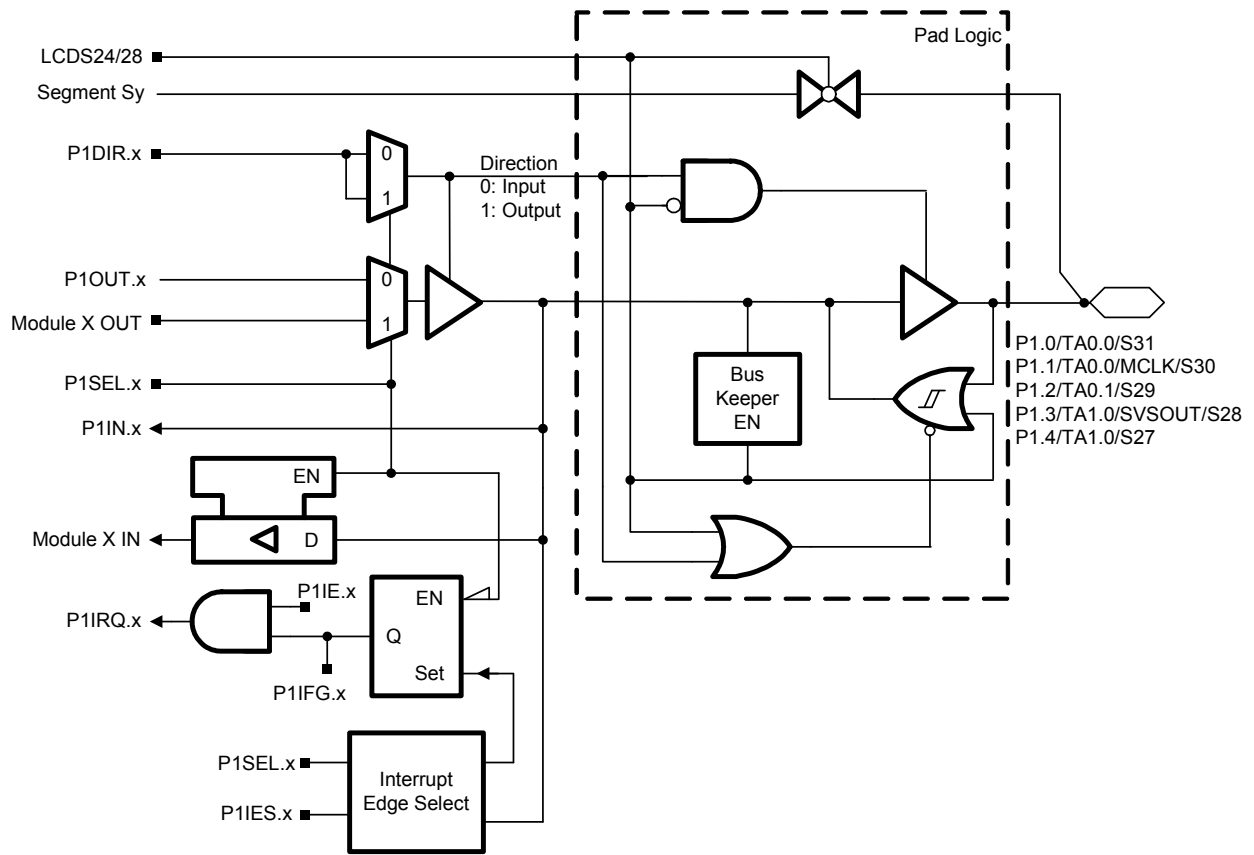 Pad Logic
LCDS24/28
Segment Sy
P1DIR.x
0
1
Direction
0: Input
1: Output
P1OUT.x
0
Module X OUT
1
P1SEL.x
P1IN.x
EN
Module X IN
D
P1IE.x
P1IRQ.x
EN
Q
Set
P1IFG.x
P1SEL.x
P1IES.x
Interrupt
Edge Select
Bus
Keeper
EN
P1.0/TA0.0/S31
P1.1/TA0.0/MCLK/S30
P1.2/TA0.1/S29
P1.3/TA1.0/SVSOUT/S28
P1.4/TA1.0/S27